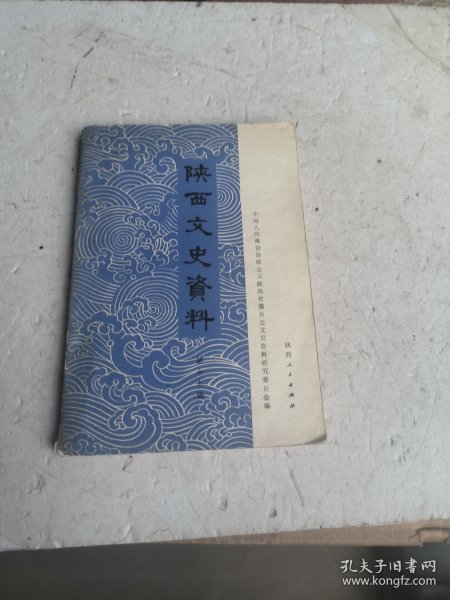 陕西文史資料
中国人民政治协商会议陕西省委员会文史资料研究委员会编
陕西人民出版社
孔夫子旧书网
www.kongfz.com